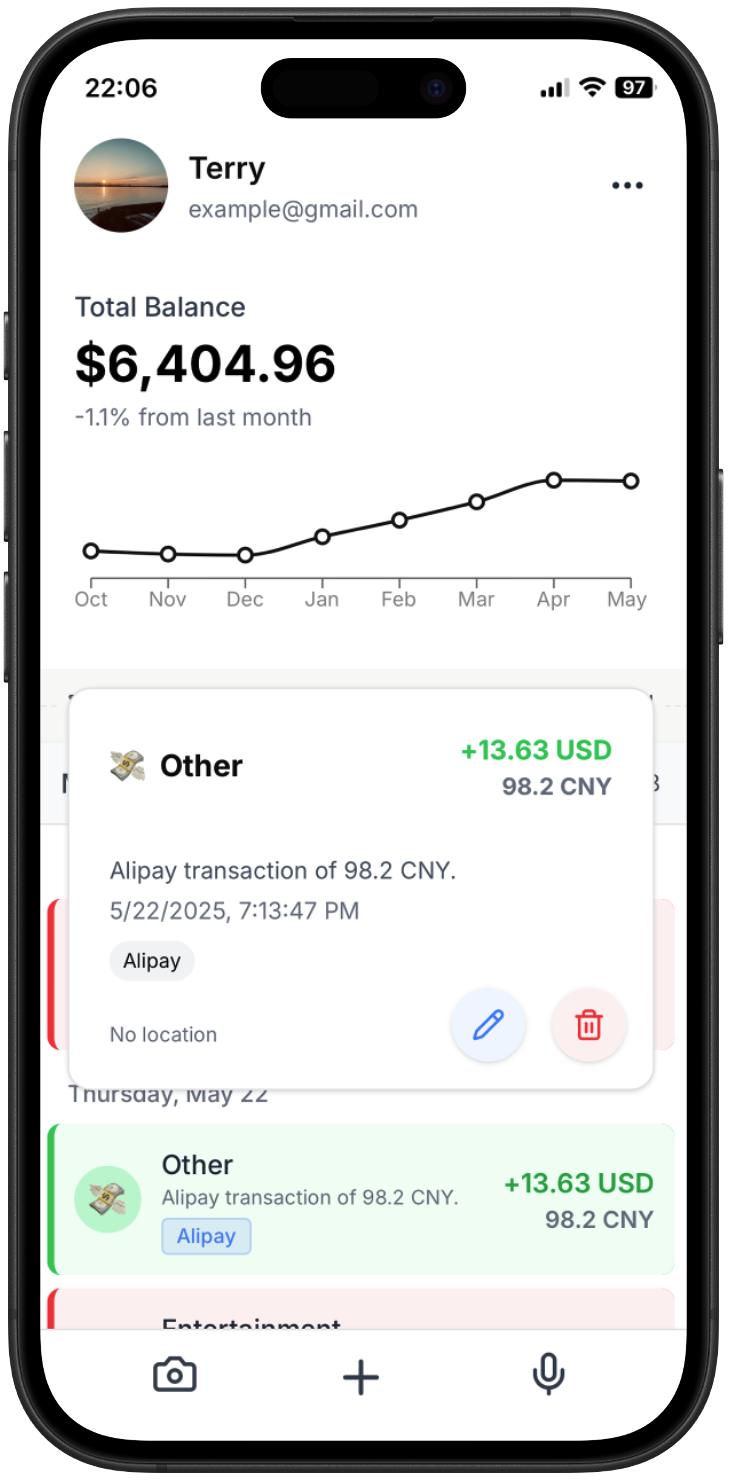 22:06
97
Terry
example@gmail.com
Total Balance
$6,404.96
-1.1% from last month
Oct Nov Dec Jan Feb Mar Apr May
Other
+13.63 USD
98.2 CNY
Alipay transaction of 98.2 CNY.
5/22/2025, 7:13:47 PM
Alipay
No location
Thursday, May 22
Other
Alipay transaction of 98.2 CNY.
Alipay
+13.63 USD
98.2 CNY
Entertainment